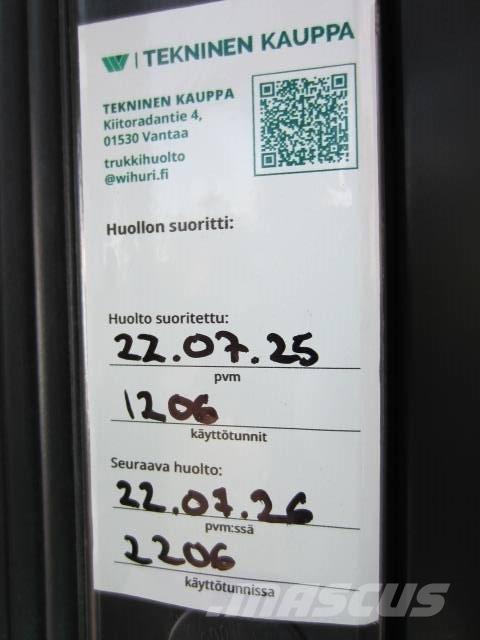 W | TEKNINEN KAUPPA
TEKNINEN KAUPPA
Kiitoradantie 4,
01530 Vantaa
trukkihuolto
@wihuri.fi
Huollon suoritti:
Huolto suoritettu:
22.07.25
pvm
1206
käyttötunnit
Seuraava huolto:
22.07.26
pvm:ssä
2206
käyttötunnissa
MASCUS